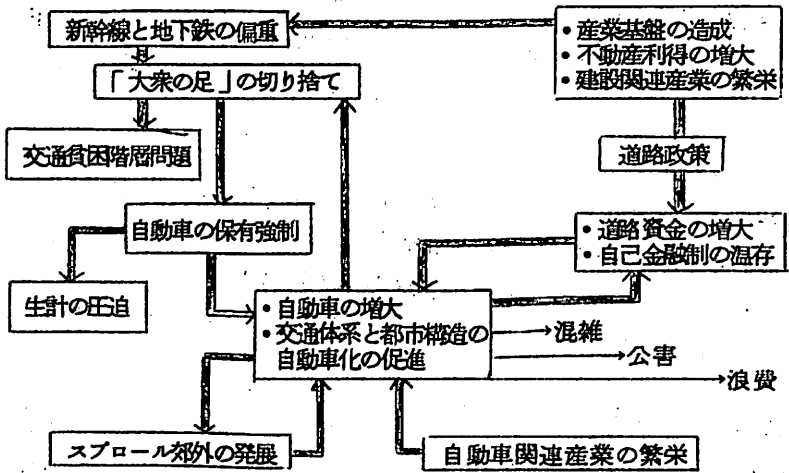 新幹線と地下鉄の偏重
・産業基盤の造成
・不動産利得の増大
・建設関連産業の繁栄
「大衆の足」の切り捨て
交通貧困階層問題
道路政策
自動車の保有強制
・道路資金の増大
・自己金融制の温存
生計の圧迫
・自動車の増大
・交通体系と都市構造の
自動車化の促進
混雑
公害
浪費
スプロール郊外の発展
自動車関連産業の繁栄